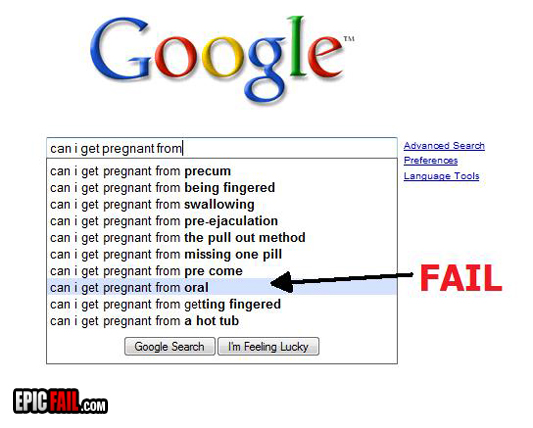 Google™
can i get pregnant from
Advanced Search
Preferences
Language Tools
can i get pregnant from precum
can i get pregnant from being fingered
can i get pregnant from swallowing
can i get pregnant from pre-ejaculation
can i get pregnant from the pull out method
can i get pregnant from missing one pill
can i get pregnant from pre come
can i get pregnant from oral
can i get pregnant from getting fingered
can i get pregnant from a hot tub
FAIL
Google Search
I'm Feeling Lucky
EPICFAIL.com